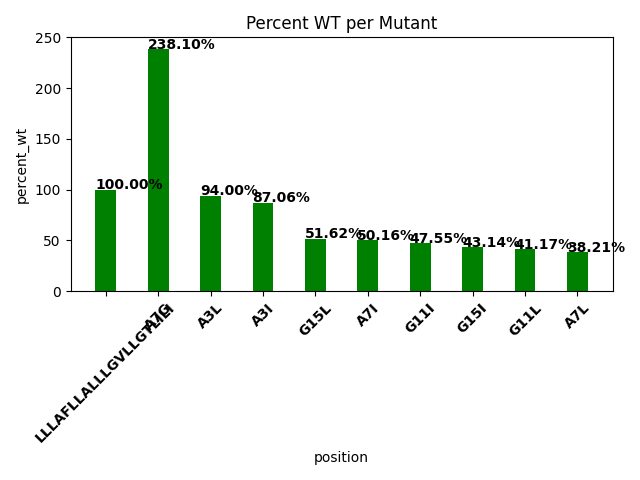 Percent WT per Mutant
percent_wt
250
200
150
100
50
0
100.00%
238.10%
94.00%
87.06%
51.62%
50.16%
47.55%
43.14%
41.17%
38.21%
A7G
A3L
A3I
G15L
A7I
G11I
G15I
G11L
A7L
position